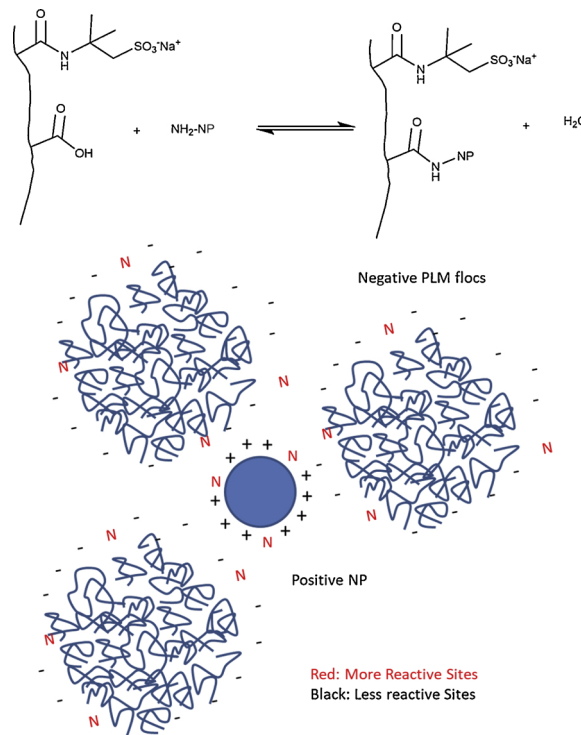 O
N
H
SO3-Na+
O
OH
+
NH2-NP
O
N
H
SO3-Na+
O
N
H
NP
+
H2O
Negative PLM flocs
N
N
N
N
N
N
N
N
+ + + +
N
N
N
+ + + + + + + + + +
Positive NP
N
N
N
N
Red: More Reactive Sites
Black: Less reactive Sites